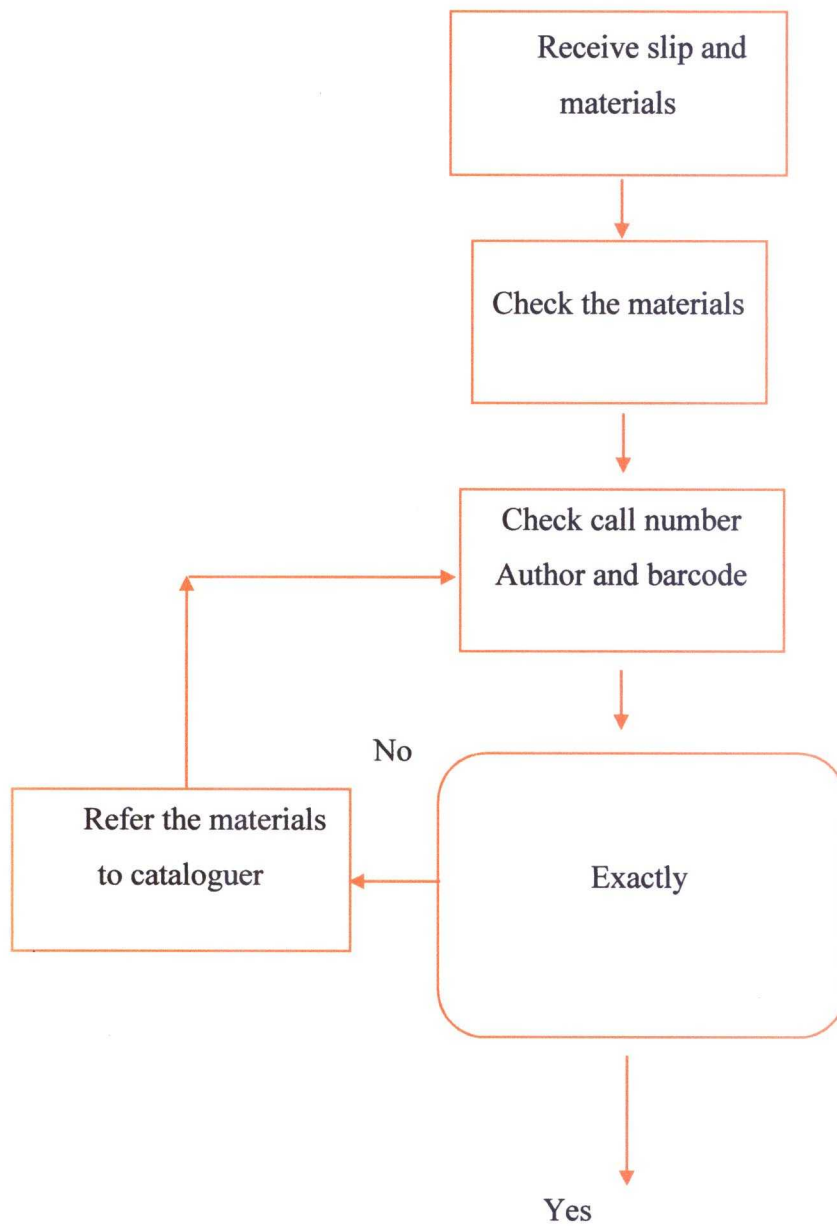 Receive slip and
materials
Check the materials
Check call number
Author and barcode
No
Refer the materials
to cataloguer
Exactly
Yes